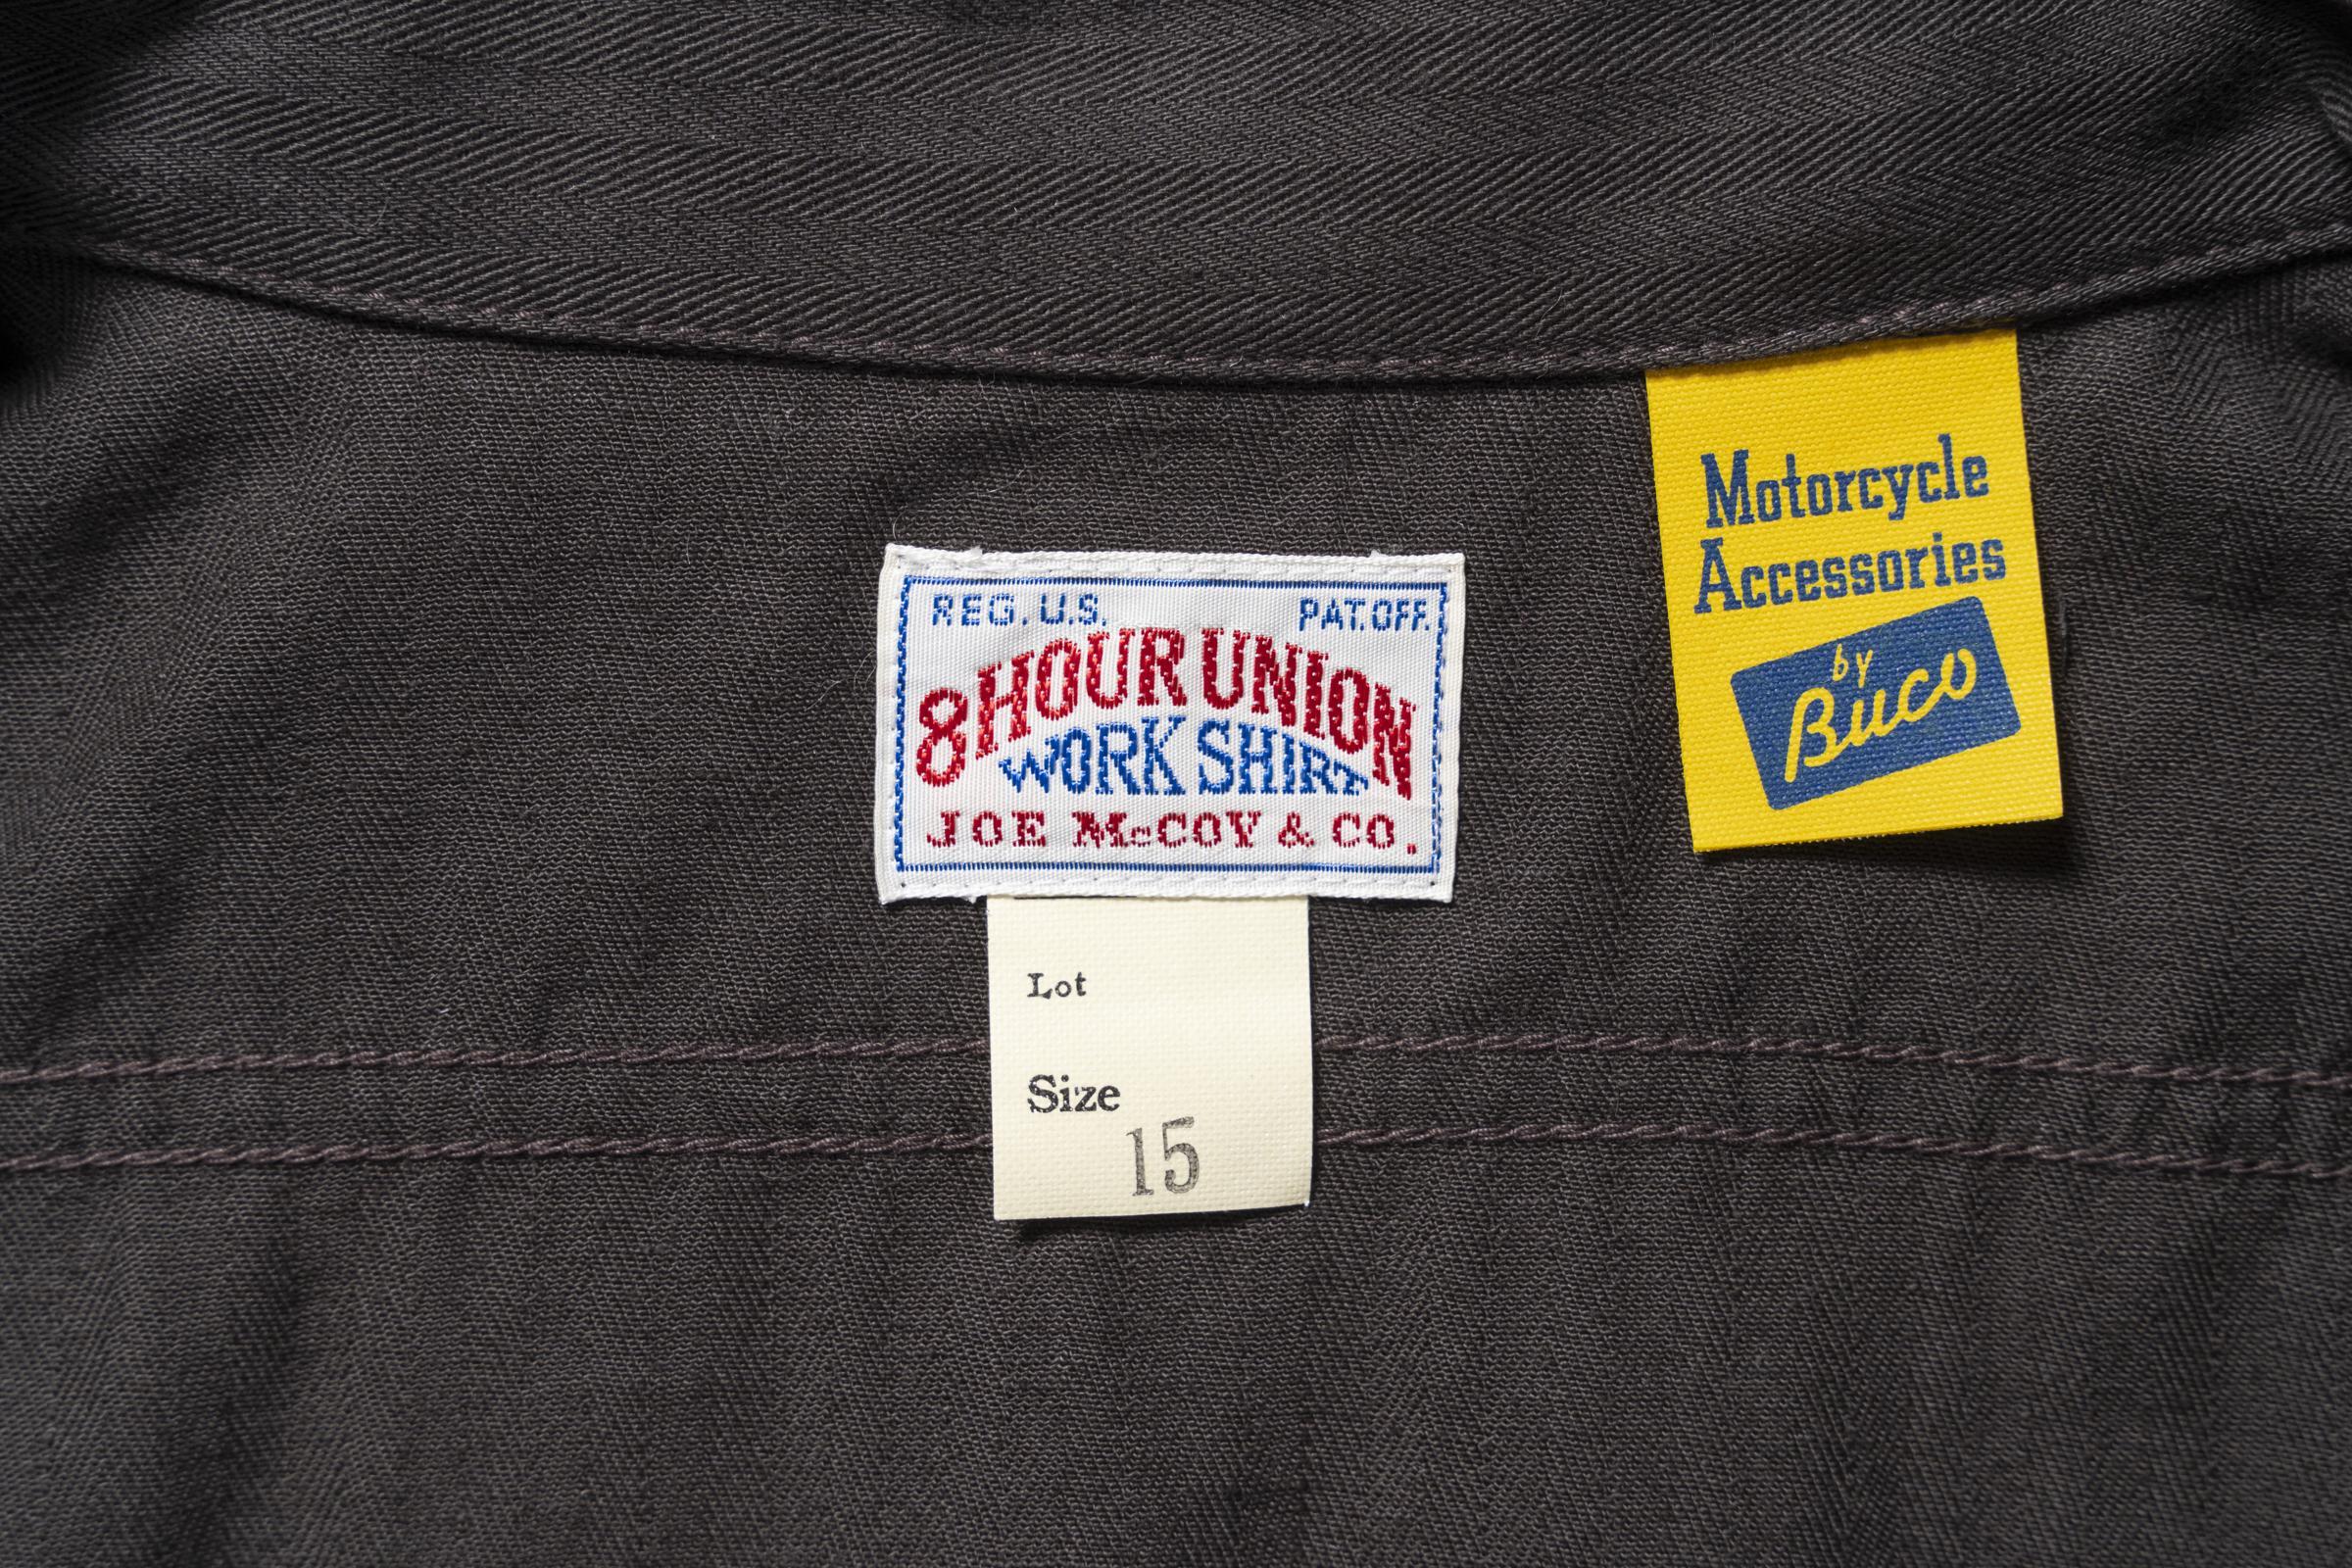 REG. U.S. PAT. OFF.
8 HOUR UNION
WORK SHIRT
JOE McCOY & CO.
Lot
Size
15
Motorcycle
Accessories
by
Buco